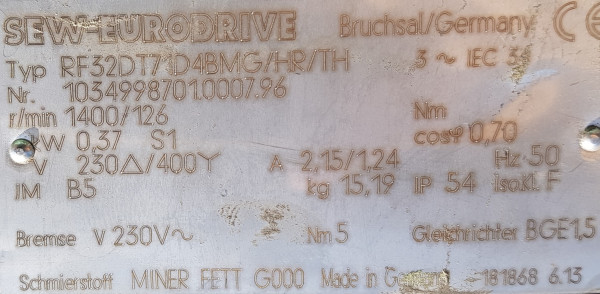 SEW-EURODRIVE Bruchsal/Germany CE
Typ RF32DT71D4BMG/HR/TH 3 ~ IEC 34
Nr. 1034998701.0007.96
r/min 1400/126 Nm
kW 0,37 S1 cosφ 0,70
V 230△/400Y A 2,15/1,24 Hz 50
IM B5 kg 15,19 IP 54 Isokl. F
Bremse V 230V~ Nm 5 Gleichrichter BGE1,5
Schmierstoff MINER FETT G000 Made in Germany 181868 6.13